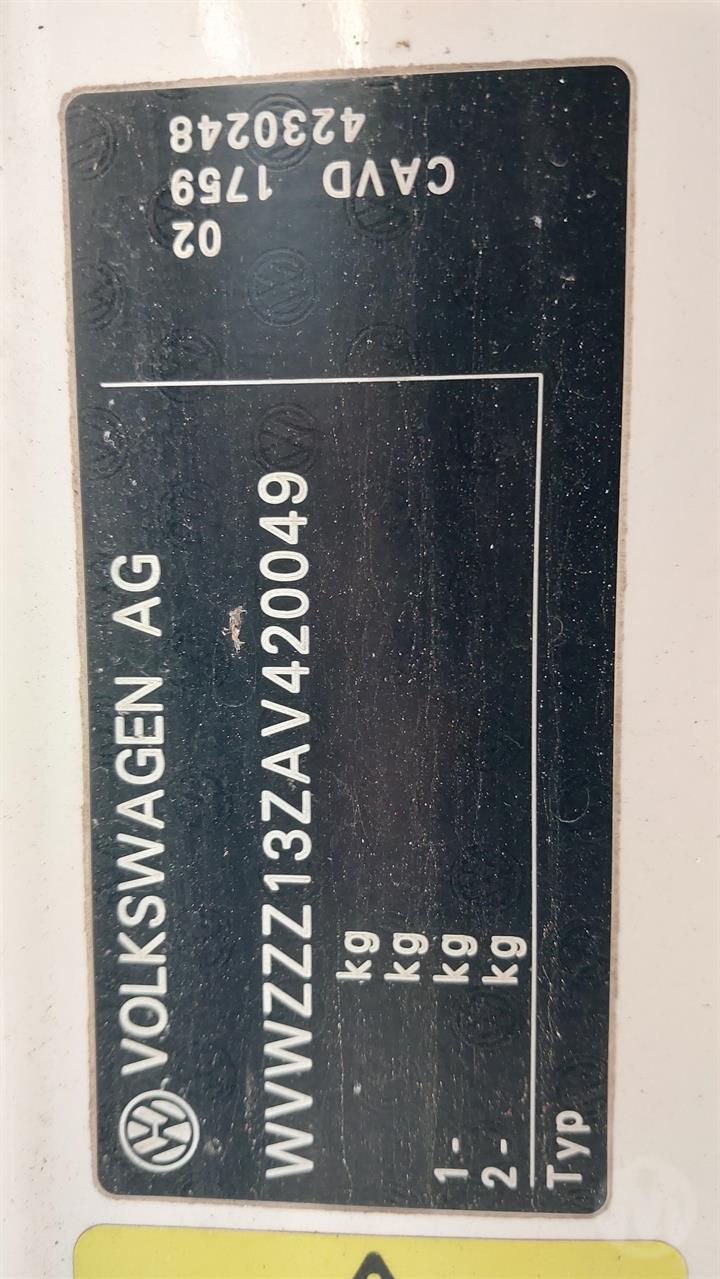 VOLKSWAGEN AG
WVWZZZ13ZAV420049
kg
kg
1- kg
2- kg
Typ
4230248
CAVD 1759
02